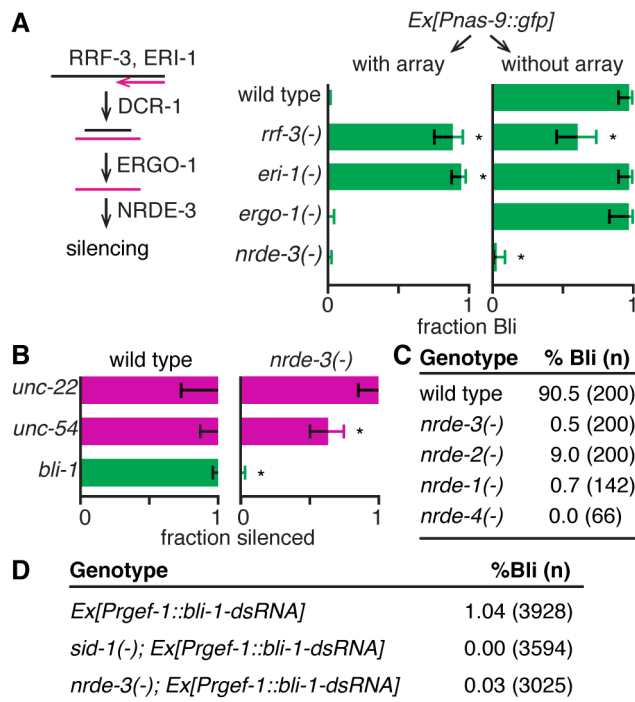 A
RRF-3, ERI-1
DCR-1
ERGO-1
NRDE-3
silencing
Ex[Pnas-9::gfp]
with array without array
wild type
rrf-3(-) * *
eri-1(-) *
ergo-1(-)
nrde-3(-) *
0 1 0 1
fraction Bli
B
wild type nrde-3(-)
unc-22
unc-54 *
bli-1 *
0 1 0 1
fraction silenced
C Genotype % Bli (n)
wild type 90.5 (200)
nrde-3(-) 0.5 (200)
nrde-2(-) 9.0 (200)
nrde-1(-) 0.7 (142)
nrde-4(-) 0.0 (66)
D Genotype %Bli (n)
Ex[Prgef-1::bli-1-dsRNA] 1.04 (3928)
sid-1(-); Ex[Prgef-1::bli-1-dsRNA] 0.00 (3594)
nrde-3(-); Ex[Prgef-1::bli-1-dsRNA] 0.03 (3025)